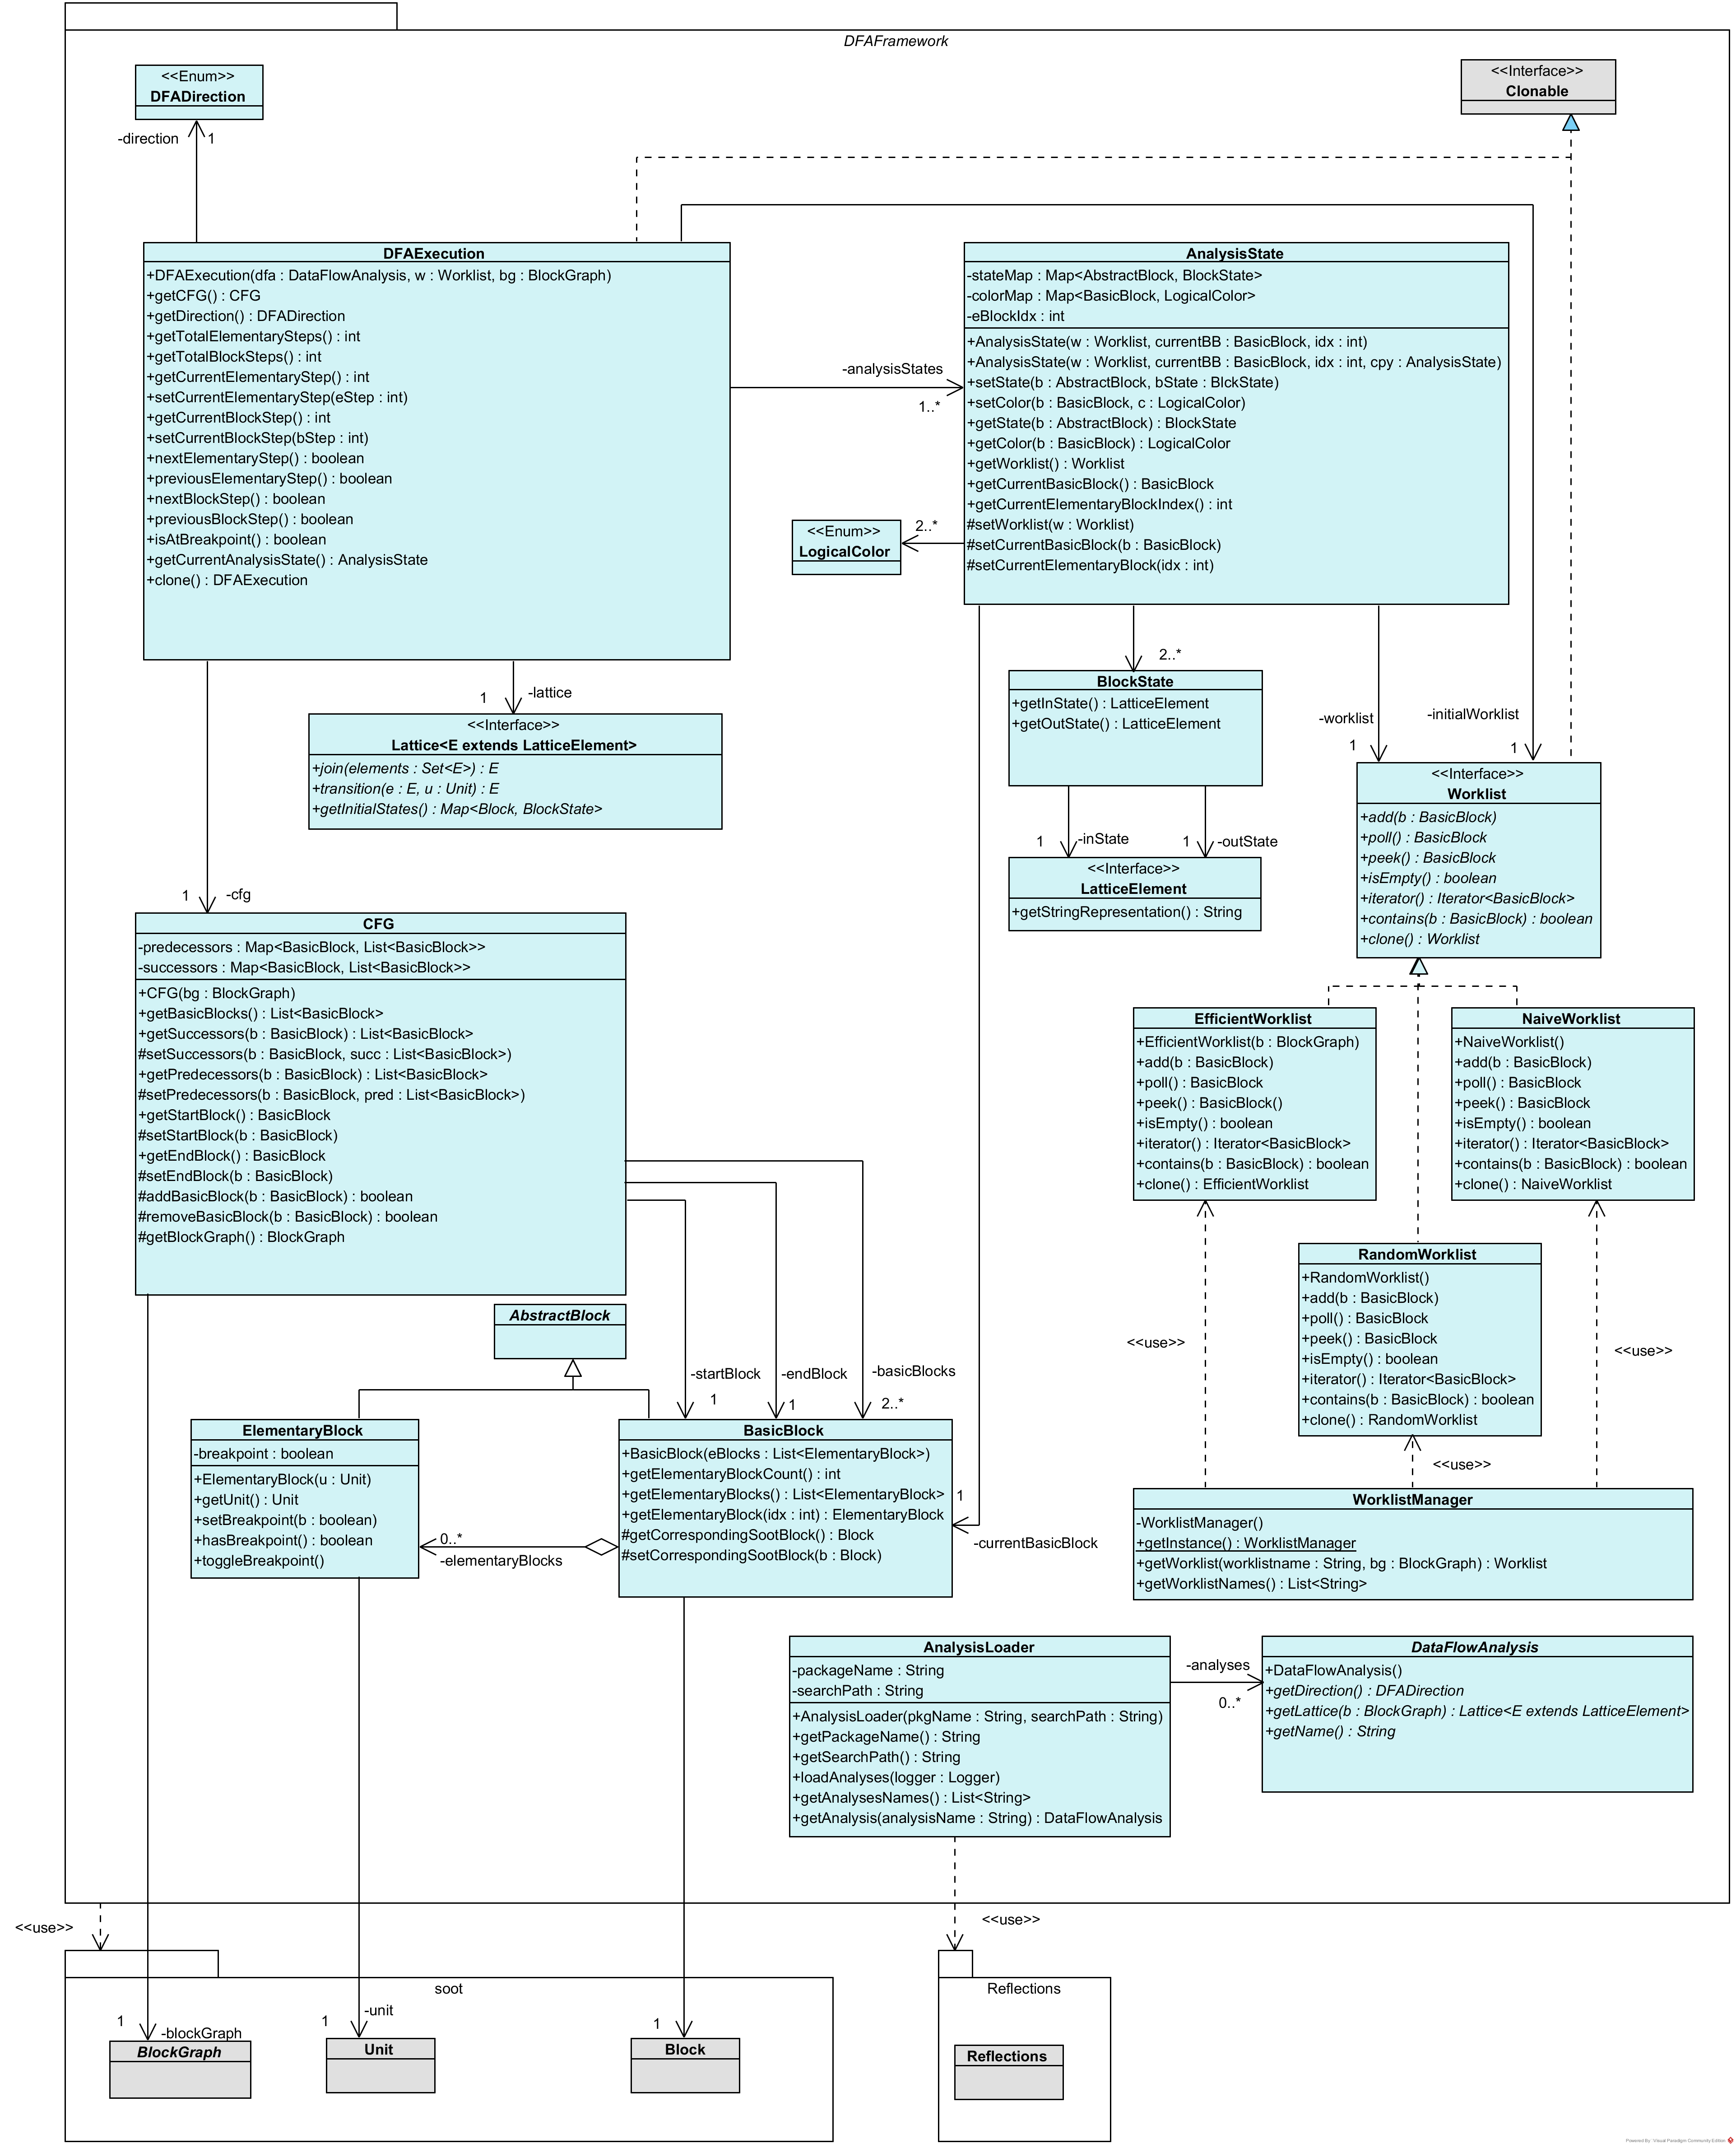 DFAFramework
<<Enum>>
DFADirection
<<Interface>>
Clonable
-direction
1
DFAExecution
+DFAExecution(dfa : DataFlowAnalysis, w : Worklist, bg : BlockGraph)
+getCFG() : CFG
+getDirection() : DFADirection
+getTotalElementarySteps() : int
+getTotalBlockSteps() : int
+getCurrentElementaryStep() : int
+setCurrentElementaryStep(eStep : int)
+getCurrentBlockStep() : int
+setCurrentBlockStep(bStep : int)
+nextElementaryStep() : boolean
+previousElementaryStep() : boolean
+nextBlockStep() : boolean
+previousBlockStep() : boolean
+isAtBreakpoint() : boolean
+getCurrentAnalysisState() : AnalysisState
+clone() : DFAExecution
-analysisStates
1..*
AnalysisState
-stateMap : Map<AbstractBlock, BlockState>
-colorMap : Map<BasicBlock, LogicalColor>
-eBlockIdx : int
+AnalysisState(w : Worklist, currentBB : BasicBlock, idx : int)
+AnalysisState(w : Worklist, currentBB : BasicBlock, idx : int, cpy : AnalysisState)
+setState(b : AbstractBlock, bState : BlckState)
+setColor(b : BasicBlock, c : LogicalColor)
+getState(b : AbstractBlock) : BlockState
+getColor(b : BasicBlock) : LogicalColor
+getWorklist() : Worklist
+getCurrentBasicBlock() : BasicBlock
+getCurrentElementaryBlockIndex() : int
#setWorklist(w : Worklist)
#setCurrentBasicBlock(b : BasicBlock)
#setCurrentElementaryBlock(idx : int)
<<Enum>>
LogicalColor
2..*
1
-lattice
<<Interface>>
Lattice<E extends LatticeElement>
+join(elements : Set<E>) : E
+transition(e : E, u : Unit) : E
+getInitialStates() : Map<Block, BlockState>
2..*
BlockState
+getInState() : LatticeElement
+getOutState() : LatticeElement
-worklist
1
-initialWorklist
1
1
-inState
1
-outState
<<Interface>>
LatticeElement
+getStringRepresentation() : String
<<Interface>>
Worklist
+add(b : BasicBlock)
+poll() : BasicBlock
+peek() : BasicBlock
+isEmpty() : boolean
+iterator() : Iterator<BasicBlock>
+contains(b : BasicBlock) : boolean
+clone() : Worklist
1
-cfg
CFG
-predecessors : Map<BasicBlock, List<BasicBlock>>
-successors : Map<BasicBlock, List<BasicBlock>>
+CFG(bg : BlockGraph)
+getBasicBlocks() : List<BasicBlock>
+getSuccessors(b : BasicBlock) : List<BasicBlock>
#setSuccessors(b : BasicBlock, succ : List<BasicBlock>)
+getPredecessors(b : BasicBlock) : List<BasicBlock>
#setPredecessors(b : BasicBlock, pred : List<BasicBlock>)
+getStartBlock() : BasicBlock
#setStartBlock(b : BasicBlock)
+getEndBlock() : BasicBlock
#setEndBlock(b : BasicBlock)
#addBasicBlock(b : BasicBlock) : boolean
#removeBasicBlock(b : BasicBlock) : boolean
#getBlockGraph() : BlockGraph
EfficientWorklist
+EfficientWorklist(b : BlockGraph)
+add(b : BasicBlock)
+poll() : BasicBlock
+peek() : BasicBlock()
+isEmpty() : boolean
+iterator() : Iterator<BasicBlock>
+contains(b : BasicBlock) : boolean
+clone() : EfficientWorklist
NaiveWorklist
+NaiveWorklist()
+add(b : BasicBlock)
+poll() : BasicBlock
+peek() : BasicBlock
+isEmpty() : boolean
+iterator() : Iterator<BasicBlock>
+contains(b : BasicBlock) : boolean
+clone() : NaiveWorklist
RandomWorklist
+RandomWorklist()
+add(b : BasicBlock)
+poll() : BasicBlock
+peek() : BasicBlock
+isEmpty() : boolean
+iterator() : Iterator<BasicBlock>
+contains(b : BasicBlock) : boolean
+clone() : RandomWorklist
<<use>>
<<use>>
<<use>>
AbstractBlock
-startBlock
1
-endBlock
1
-basicBlocks
2..*
ElementaryBlock
-breakpoint : boolean
+ElementaryBlock(u : Unit)
+getUnit() : Unit
+setBreakpoint(b : boolean)
+hasBreakpoint() : boolean
+toggleBreakpoint()
0..*
-elementaryBlocks
BasicBlock
+BasicBlock(eBlocks : List<ElementaryBlock>)
+getElementaryBlockCount() : int
+getElementaryBlocks() : List<ElementaryBlock>
+getElementaryBlock(idx : int) : ElementaryBlock
#getCorrespondingSootBlock() : Block
#setCorrespondingSootBlock(b : Block)
1
-currentBasicBlock
WorklistManager
-WorklistManager()
+getInstance() : WorklistManager
+getWorklist(worklistname : String, bg : BlockGraph) : Worklist
+getWorklistNames() : List<String>
AnalysisLoader
-packageName : String
-searchPath : String
+AnalysisLoader(pkgName : String, searchPath : String)
+getPackageName() : String
+getSearchPath() : String
+loadAnalyses(logger : Logger)
+getAnalysesNames() : List<String>
+getAnalysis(analysisName : String) : DataFlowAnalysis
-analyses
0..*
DataFlowAnalysis
+DataFlowAnalysis()
+getDirection() : DFADirection
+getLattice(b : BlockGraph) : Lattice<E extends LatticeElement>
+getName() : String
<<use>>
<<use>>
soot
Reflections
1
-blockGraph
BlockGraph
1
-unit
Unit
1
Block
Reflections
Powered By Visual Paradigm Community Edition